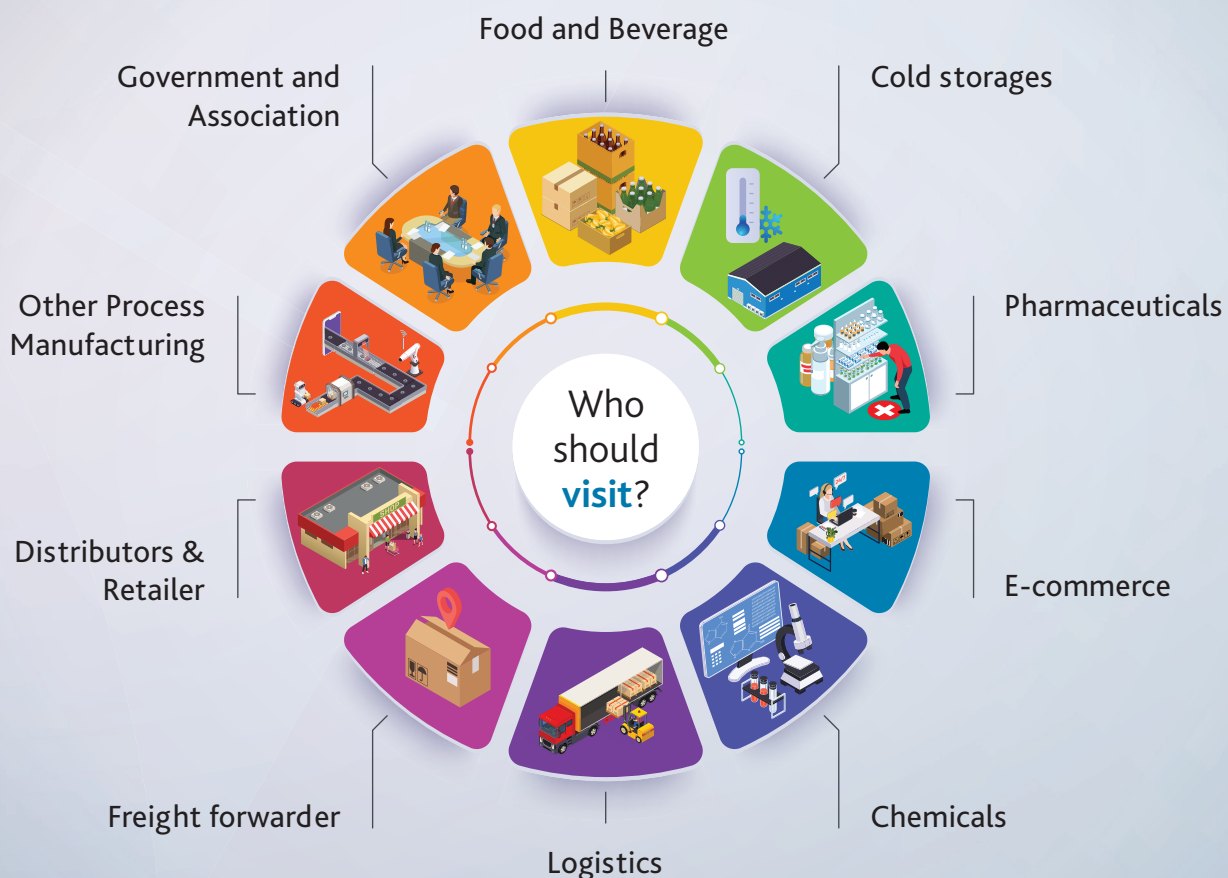 Food and Beverage
Government and
Association
Cold storages
Other Process
Manufacturing
Pharmaceuticals
Who
should
visit?
SHOP
Distributors &
Retailer
E-commerce
Freight forwarder
Chemicals
Logistics